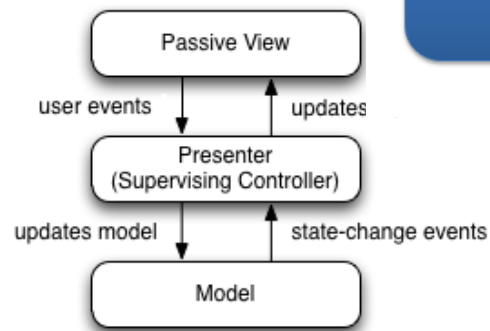 Passive View
user events
updates
Presenter
(Supervising Controller)
updates model
state-change events
Model